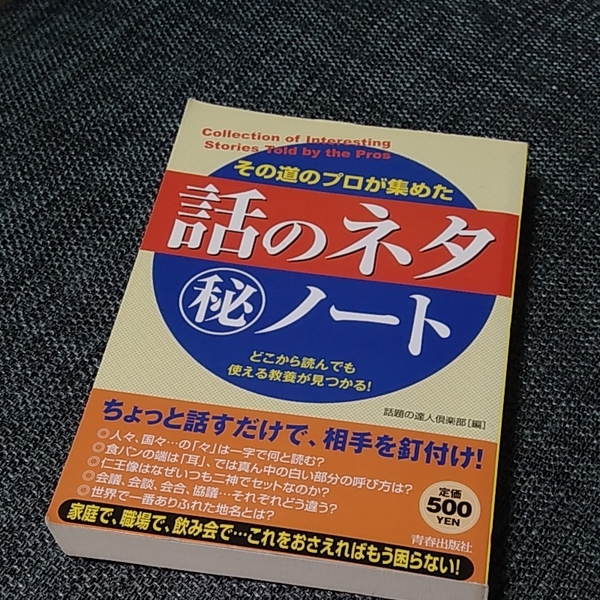 Collection of Interesting
Stories Told by the Pros
その道のプロが集めた
話のネタ
㊙ノート
どこから読んでも
使える教養が見つかる!
話題の達人倶楽部[編]
ちょっと話すだけで、相手を釘付け!
◎人々、国々…の「々」は一字で何と読む?
◎食パンの端は「耳」、では真ん中の白い部分の呼び方は?
◎仁王像はなぜいつも二神でセットなのか?
◎会議、会談、会合、協議…それぞれどう違う?
◎世界で一番ありふれた地名とは?
定価
500
YEN
家庭で、職場で、飲み会で…これをおさえればもう困らない!
青春出版社